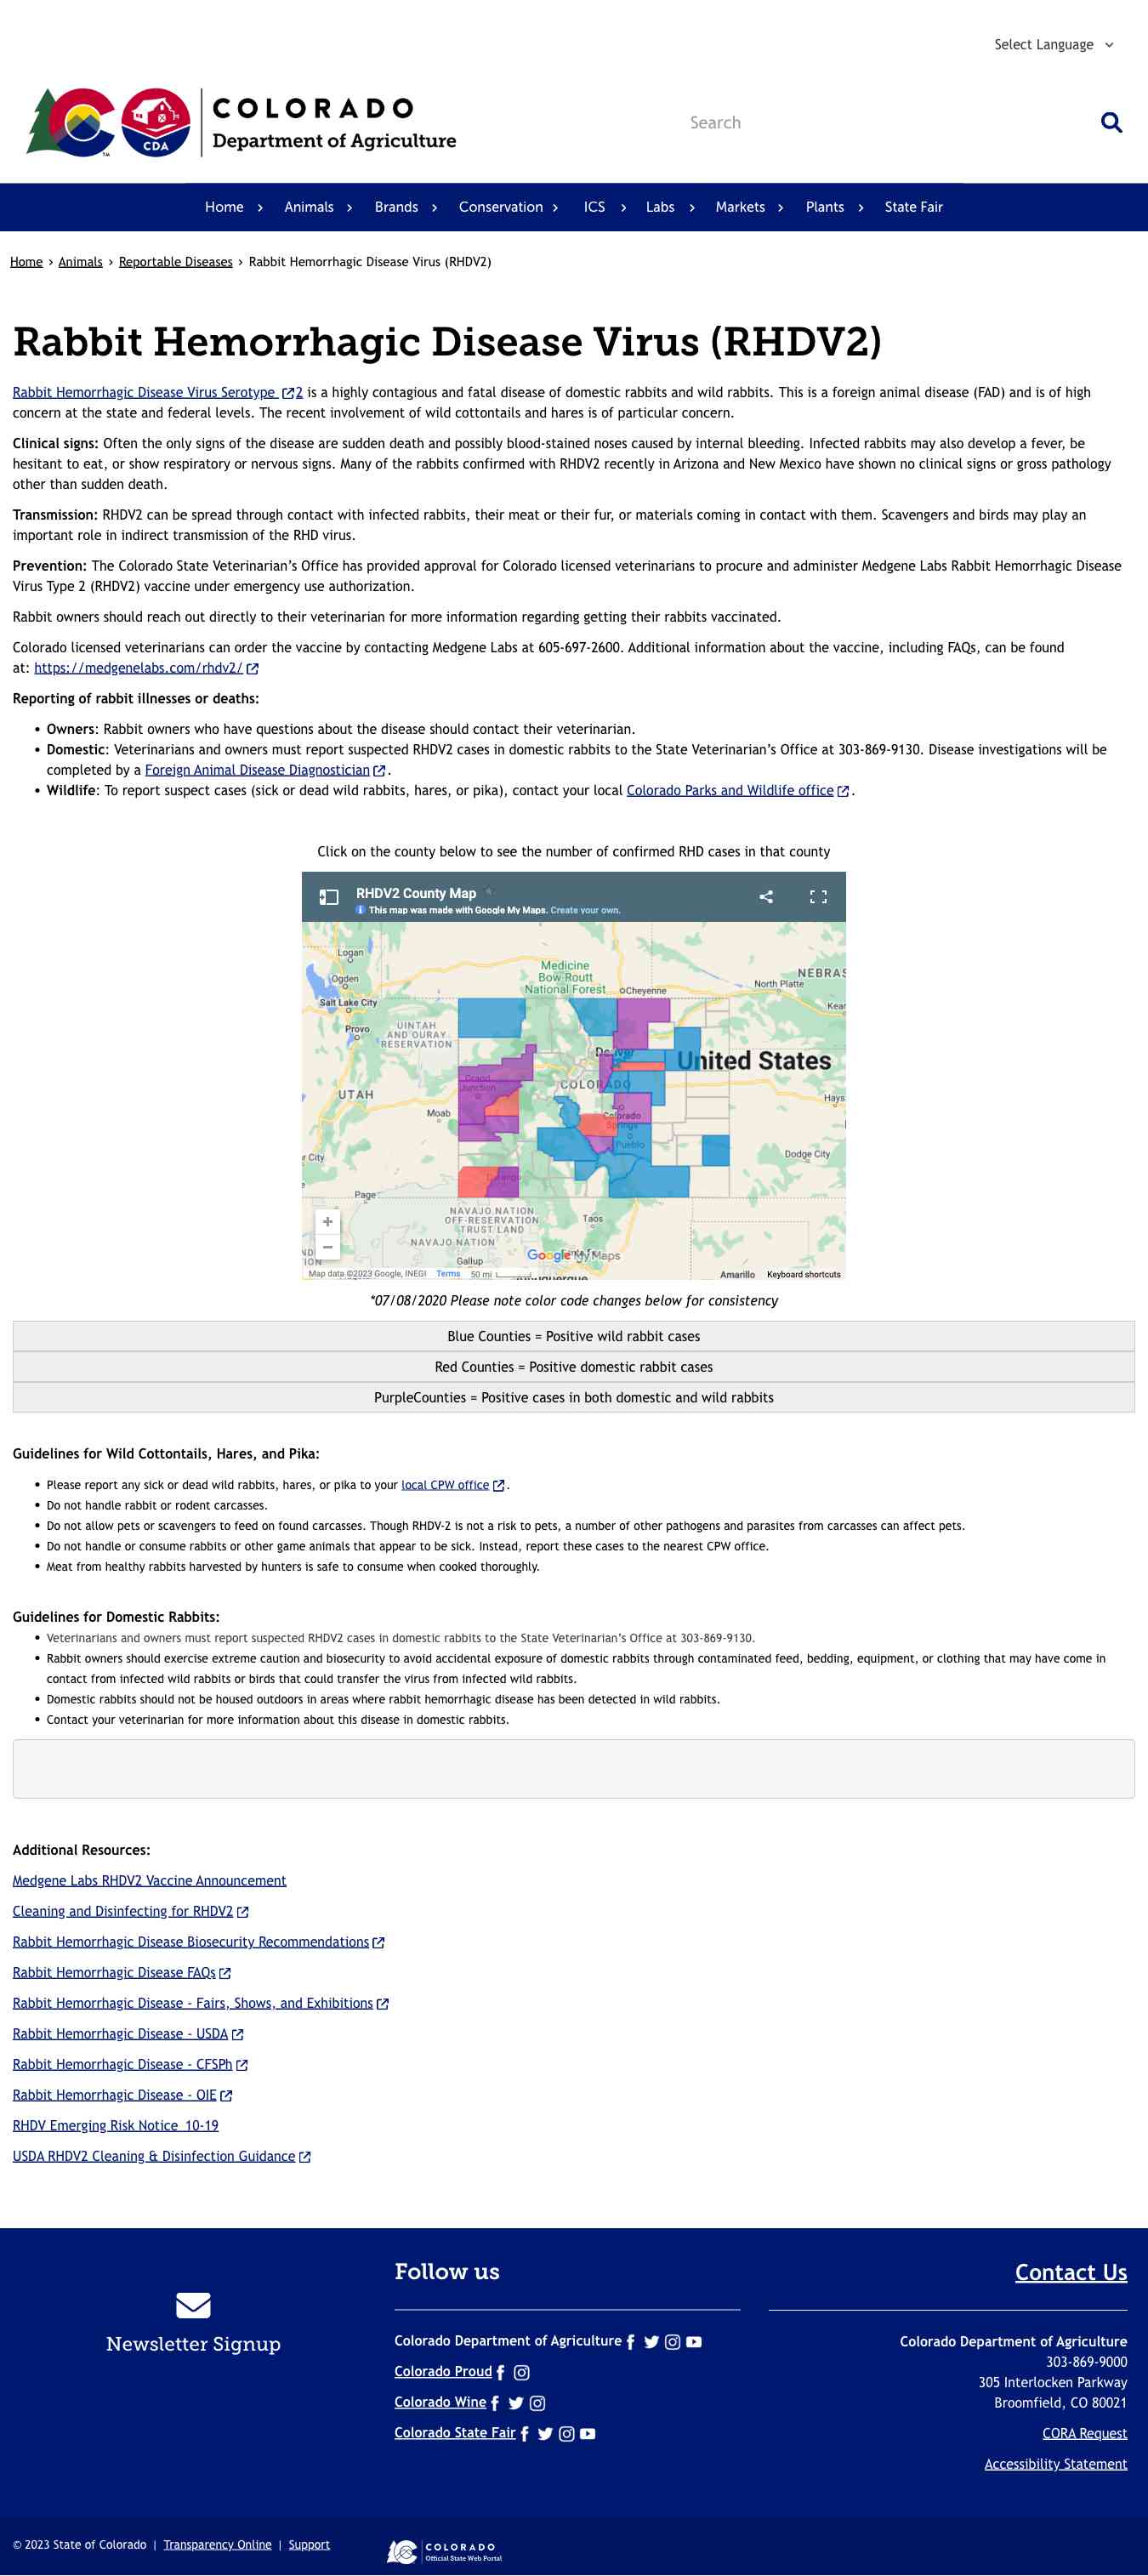 Select Language
COLORADO
Department of Agriculture
CDA
TM
Search
Home Animals Brands Conservation ICS Labs Markets Plants State Fair
Home › Animals › Reportable Diseases › Rabbit Hemorrhagic Disease Virus (RHDV2)
Rabbit Hemorrhagic Disease Virus (RHDV2)
Rabbit Hemorrhagic Disease Virus Serotype 2 is a highly contagious and fatal disease of domestic rabbits and wild rabbits. This is a foreign animal disease (FAD) and is of high
concern at the state and federal levels. The recent involvement of wild cottontails and hares is of particular concern.
Clinical signs: Often the only signs of the disease are sudden death and possibly blood-stained noses caused by internal bleeding. Infected rabbits may also develop a fever, be
hesitant to eat, or show respiratory or nervous signs. Many of the rabbits confirmed with RHDV2 recently in Arizona and New Mexico have shown no clinical signs or gross pathology
other than sudden death.
Transmission: RHDV2 can be spread through contact with infected rabbits, their meat or their fur, or materials coming in contact with them. Scavengers and birds may play an
important role in indirect transmission of the RHD virus.
Prevention: The Colorado State Veterinarian's Office has provided approval for Colorado licensed veterinarians to procure and administer Medgene Labs Rabbit Hemorrhagic Disease
Virus Type 2 (RHDV2) vaccine under emergency use authorization.
Rabbit owners should reach out directly to their veterinarian for more information regarding getting their rabbits vaccinated.
Colorado licensed veterinarians can order the vaccine by contacting Medgene Labs at 605-697-2600. Additional information about the vaccine, including FAQs, can be found
at: https://medgenelabs.com/rhdv2/
Reporting of rabbit illnesses or deaths:
• Owners: Rabbit owners who have questions about the disease should contact their veterinarian.
• Domestic: Veterinarians and owners must report suspected RHDV2 cases in domestic rabbits to the State Veterinarian's Office at 303-869-9130. Disease investigations will be
completed by a Foreign Animal Disease Diagnostician.
• Wildlife: To report suspect cases (sick or dead wild rabbits, hares, or pika), contact your local Colorado Parks and Wildlife office.
Click on the county below to see the number of confirmed RHD cases in that county
RHDV2 County Map
This map was made with Google My Maps. Create your own.
Logan
Ogden
Salt Lake City
Provo
UINTAH
AND OURAY
RESERVATION
Medicine
Bow Routt
National Forest
Cheyenne
NEBRAS
North Platte
Kear
Denver
United States
COLORADO
Grand
Junction
UTAH
Moab
Hays
Colorado
Springs
Pueblo
Dodge City
r City
Durango
Page
NAVAJO NATION
OFF-RESERVATION
TRUST LAND
NAVAJO NATION
Taos
Gallup
Google My Maps
Santa Fe
Albuquerque
Amarillo
Map data ©2023 Google, INEGI Terms 50 mi
Keyboard shortcuts
*07/08/2020 Please note color code changes below for consistency
Blue Counties = Positive wild rabbit cases
Red Counties = Positive domestic rabbit cases
PurpleCounties = Positive cases in both domestic and wild rabbits
Guidelines for Wild Cottontails, Hares, and Pika:
• Please report any sick or dead wild rabbits, hares, or pika to your local CPW office.
• Do not handle rabbit or rodent carcasses.
• Do not allow pets or scavengers to feed on found carcasses. Though RHDV-2 is not a risk to pets, a number of other pathogens and parasites from carcasses can affect pets.
• Do not handle or consume rabbits or other game animals that appear to be sick. Instead, report these cases to the nearest CPW office.
• Meat from healthy rabbits harvested by hunters is safe to consume when cooked thoroughly.
Guidelines for Domestic Rabbits:
• Veterinarians and owners must report suspected RHDV2 cases in domestic rabbits to the State Veterinarian's Office at 303-869-9130.
• Rabbit owners should exercise extreme caution and biosecurity to avoid accidental exposure of domestic rabbits through contaminated feed, bedding, equipment, or clothing that may have come in
contact from infected wild rabbits or birds that could transfer the virus from infected wild rabbits.
• Domestic rabbits should not be housed outdoors in areas where rabbit hemorrhagic disease has been detected in wild rabbits.
• Contact your veterinarian for more information about this disease in domestic rabbits.
Additional Resources:
Medgene Labs RHDV2 Vaccine Announcement
Cleaning and Disinfecting for RHDV2
Rabbit Hemorrhagic Disease Biosecurity Recommendations
Rabbit Hemorrhagic Disease FAQs
Rabbit Hemorrhagic Disease - Fairs, Shows, and Exhibitions
Rabbit Hemorrhagic Disease - USDA
Rabbit Hemorrhagic Disease - CFSPh
Rabbit Hemorrhagic Disease - OIE
RHDV Emerging Risk Notice_10-19
USDA RHDV2 Cleaning & Disinfection Guidance
Newsletter Signup
Follow us
Colorado Department of Agriculture
Colorado Proud
Colorado Wine
Colorado State Fair
Contact Us
Colorado Department of Agriculture
303-869-9000
305 Interlocken Parkway
Broomfield, CO 80021
CORA Request
Accessibility Statement
© 2023 State of Colorado | Transparency Online | Support
COLORADO
Official State Web Portal